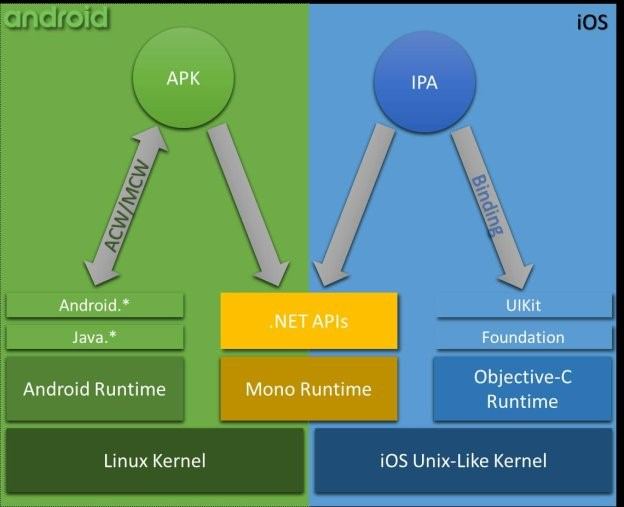 android
iOS
APK
IPA
ACW/MCW
Binding
Android.*
.NET APIs
UIKit
Java.*
Foundation
Android Runtime
Mono Runtime
Objective-C
Runtime
Linux Kernel
iOS Unix-Like Kernel